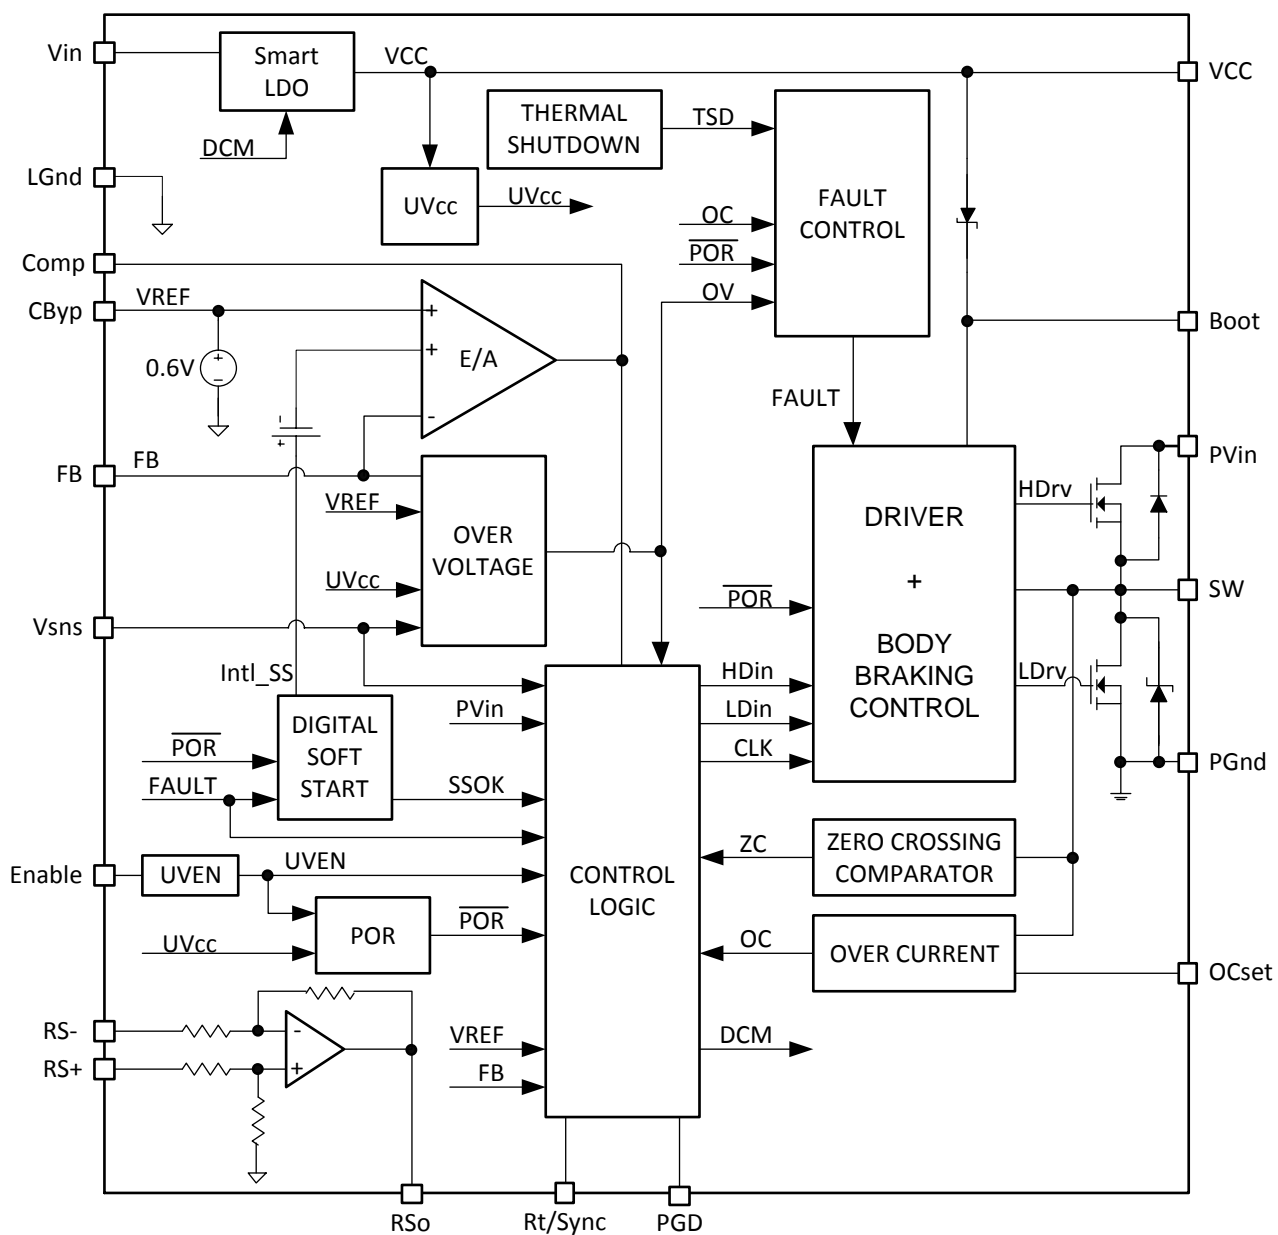 Vin
Smart
LDO
VCC
VCC
DCM
THERMAL
SHUTDOWN
TSD
LGnd
UVcc
UVcc
FAULT
CONTROL
OC
POR
OV
Comp
CByp
VREF
+
+
-
E/A
0.6V
+
−
Boot
FAULT
-
+
FB
FB
VREF
OVER
VOLTAGE
UVcc
PVin
HDrv
DRIVER
+
BODY
BRAKING
CONTROL
POR
SW
Vsns
Intl_SS
LDrv
HDin
LDin
CLK
PVin
DIGITAL
SOFT
START
POR
FAULT
SSOK
PGnd
ZC
ZERO CROSSING
COMPARATOR
Enable
UVEN
UVEN
CONTROL
LOGIC
POR
POR
UVcc
OC
OVER CURRENT
OCset
RS-
RS+
-
+
VREF
FB
DCM
RSo
Rt/Sync
PGD